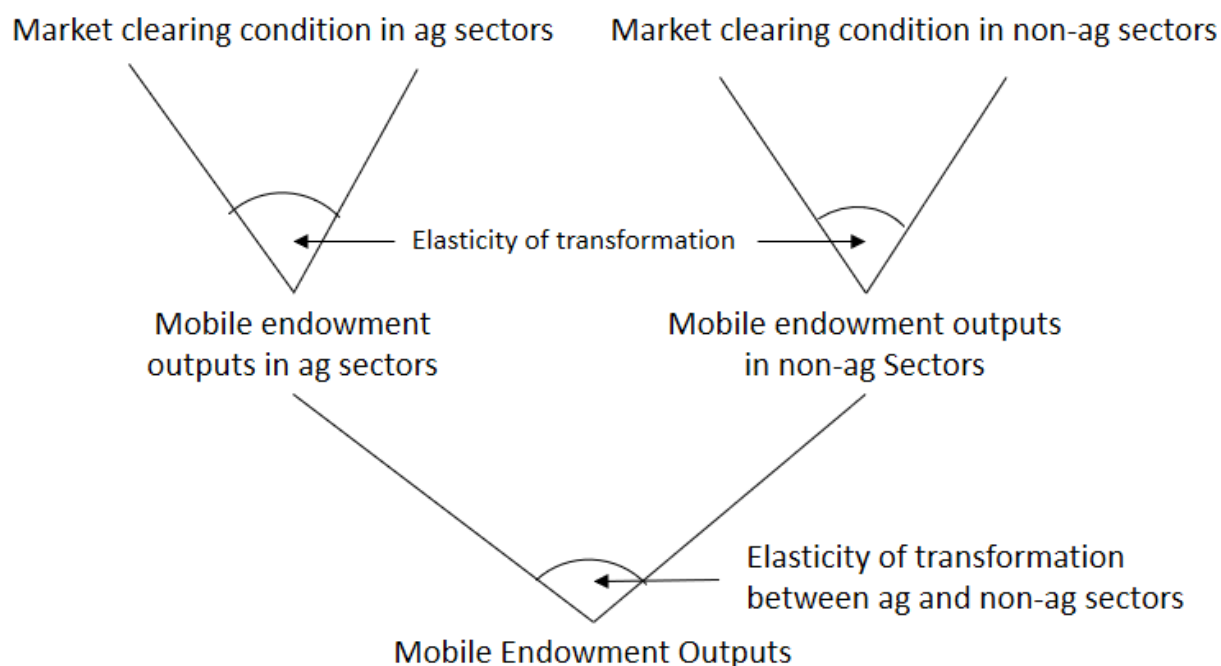 Market clearing condition in ag sectors
Market clearing condition in non-ag sectors
Elasticity of transformation
Mobile endowment
outputs in ag sectors
Mobile endowment outputs
in non-ag Sectors
Elasticity of transformation
between ag and non-ag sectors
Mobile Endowment Outputs